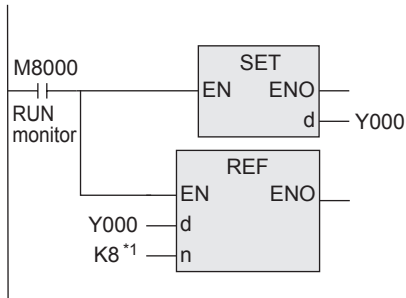 M8000
RUN
monitor
SET
EN ENO
d Y000
REF
EN ENO
Y000 d
K8 *1 n